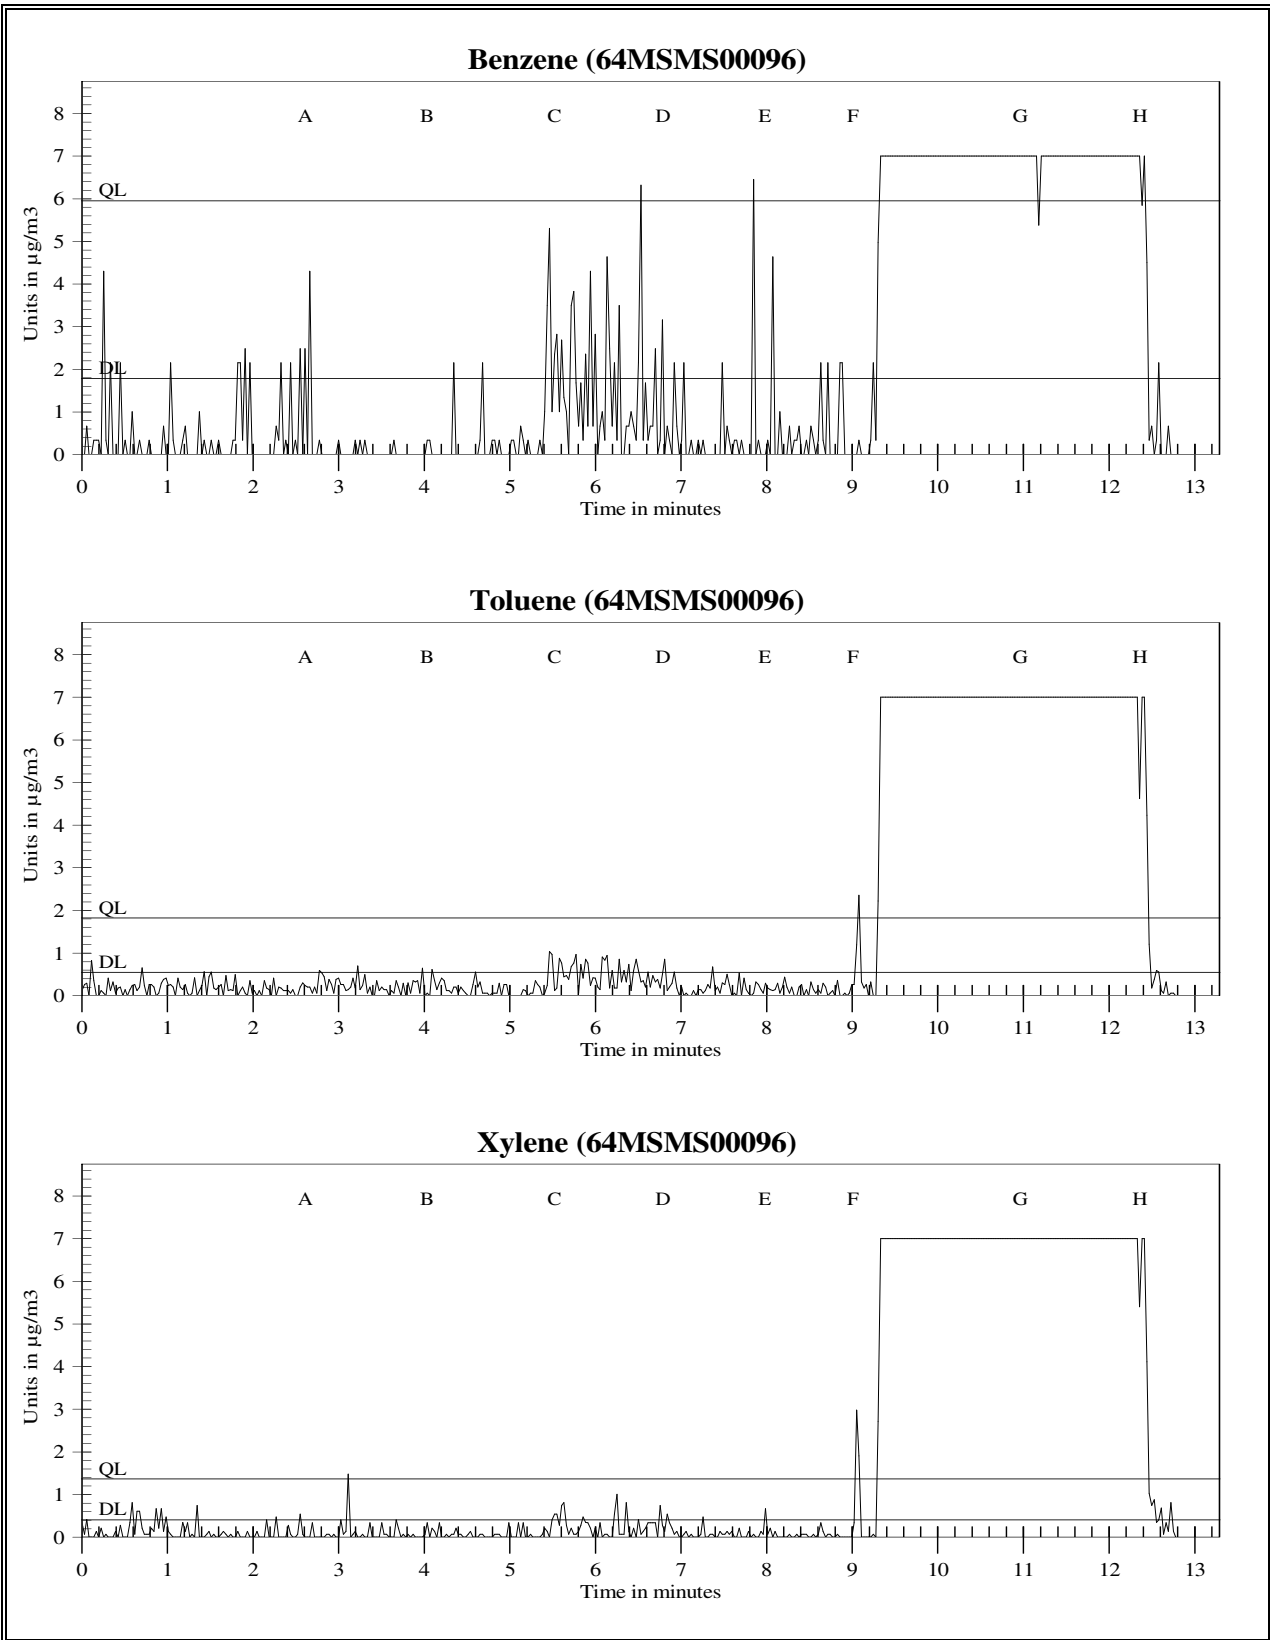 Benzene (64MSMS00096)
A B C D E F G H
8
7
6
5
4
3
2
1
0
QL
DL
Units in µg/m3
0 1 2 3 4 5 6 7 8 9 10 11 12 13
Time in minutes
Toluene (64MSMS00096)
A B C D E F G H
8
7
6
5
4
3
2
1
0
QL
DL
Units in µg/m3
0 1 2 3 4 5 6 7 8 9 10 11 12 13
Time in minutes
Xylene (64MSMS00096)
A B C D E F G H
8
7
6
5
4
3
2
1
0
QL
DL
Units in µg/m3
0 1 2 3 4 5 6 7 8 9 10 11 12 13
Time in minutes